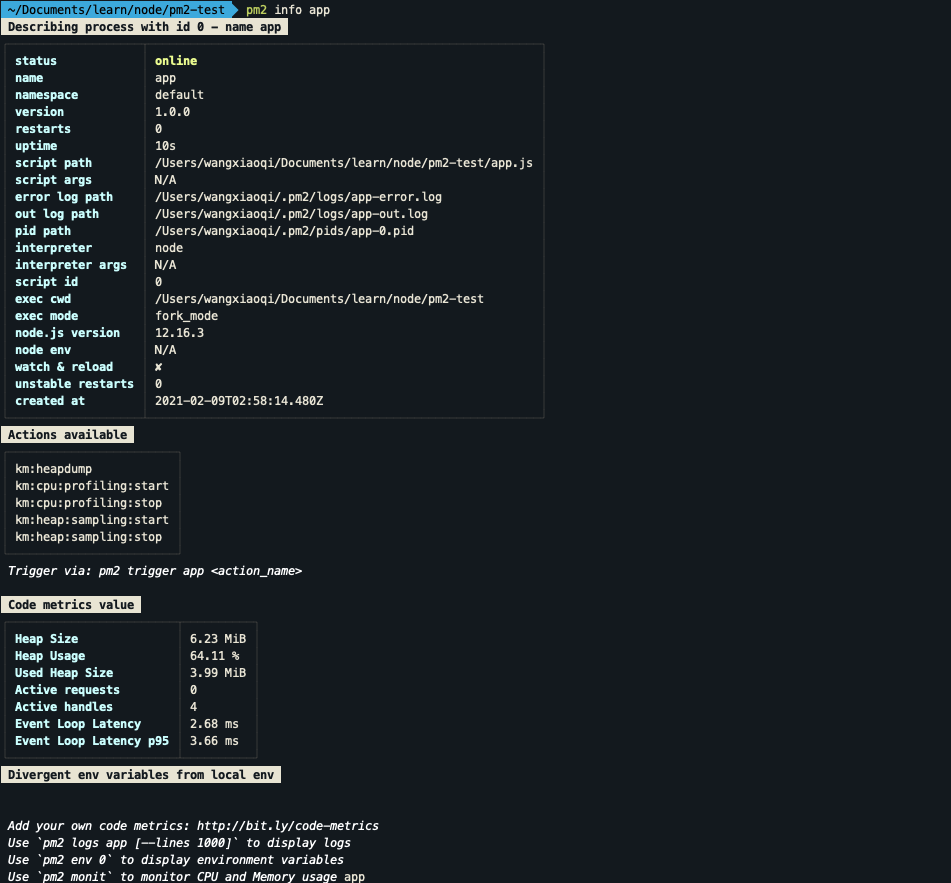 ~/Documents/learn/node/pm2-test pm2 info app
Describing process with id 0 - name app
status online
name app
namespace default
version 1.0.0
restarts 0
uptime 10s
script path /Users/wangxiaoqi/Documents/learn/node/pm2-test/app.js
script args N/A
error log path /Users/wangxiaoqi/.pm2/logs/app-error.log
out log path /Users/wangxiaoqi/.pm2/logs/app-out.log
pid path /Users/wangxiaoqi/.pm2/pids/app-0.pid
interpreter node
interpreter args N/A
script id 0
exec cwd /Users/wangxiaoqi/Documents/learn/node/pm2-test
exec mode fork_mode
node.js version 12.16.3
node env N/A
watch & reload ✘
unstable restarts 0
created at 2021-02-09T02:58:14.480Z
Actions available
km:heapdump
km:cpu:profiling:start
km:cpu:profiling:stop
km:heap:sampling:start
km:heap:sampling:stop
Trigger via: pm2 trigger app <action_name>
Code metrics value
Heap Size 6.23 MiB
Heap Usage 64.11 %
Used Heap Size 3.99 MiB
Active requests 0
Active handles 4
Event Loop Latency 2.68 ms
Event Loop Latency p95 3.66 ms
Divergent env variables from local env
Add your own code metrics: http://bit.ly/code-metrics
Use `pm2 logs app [--lines 1000]` to display logs
Use `pm2 env 0` to display environment variables
Use `pm2 monit` to monitor CPU and Memory usage app